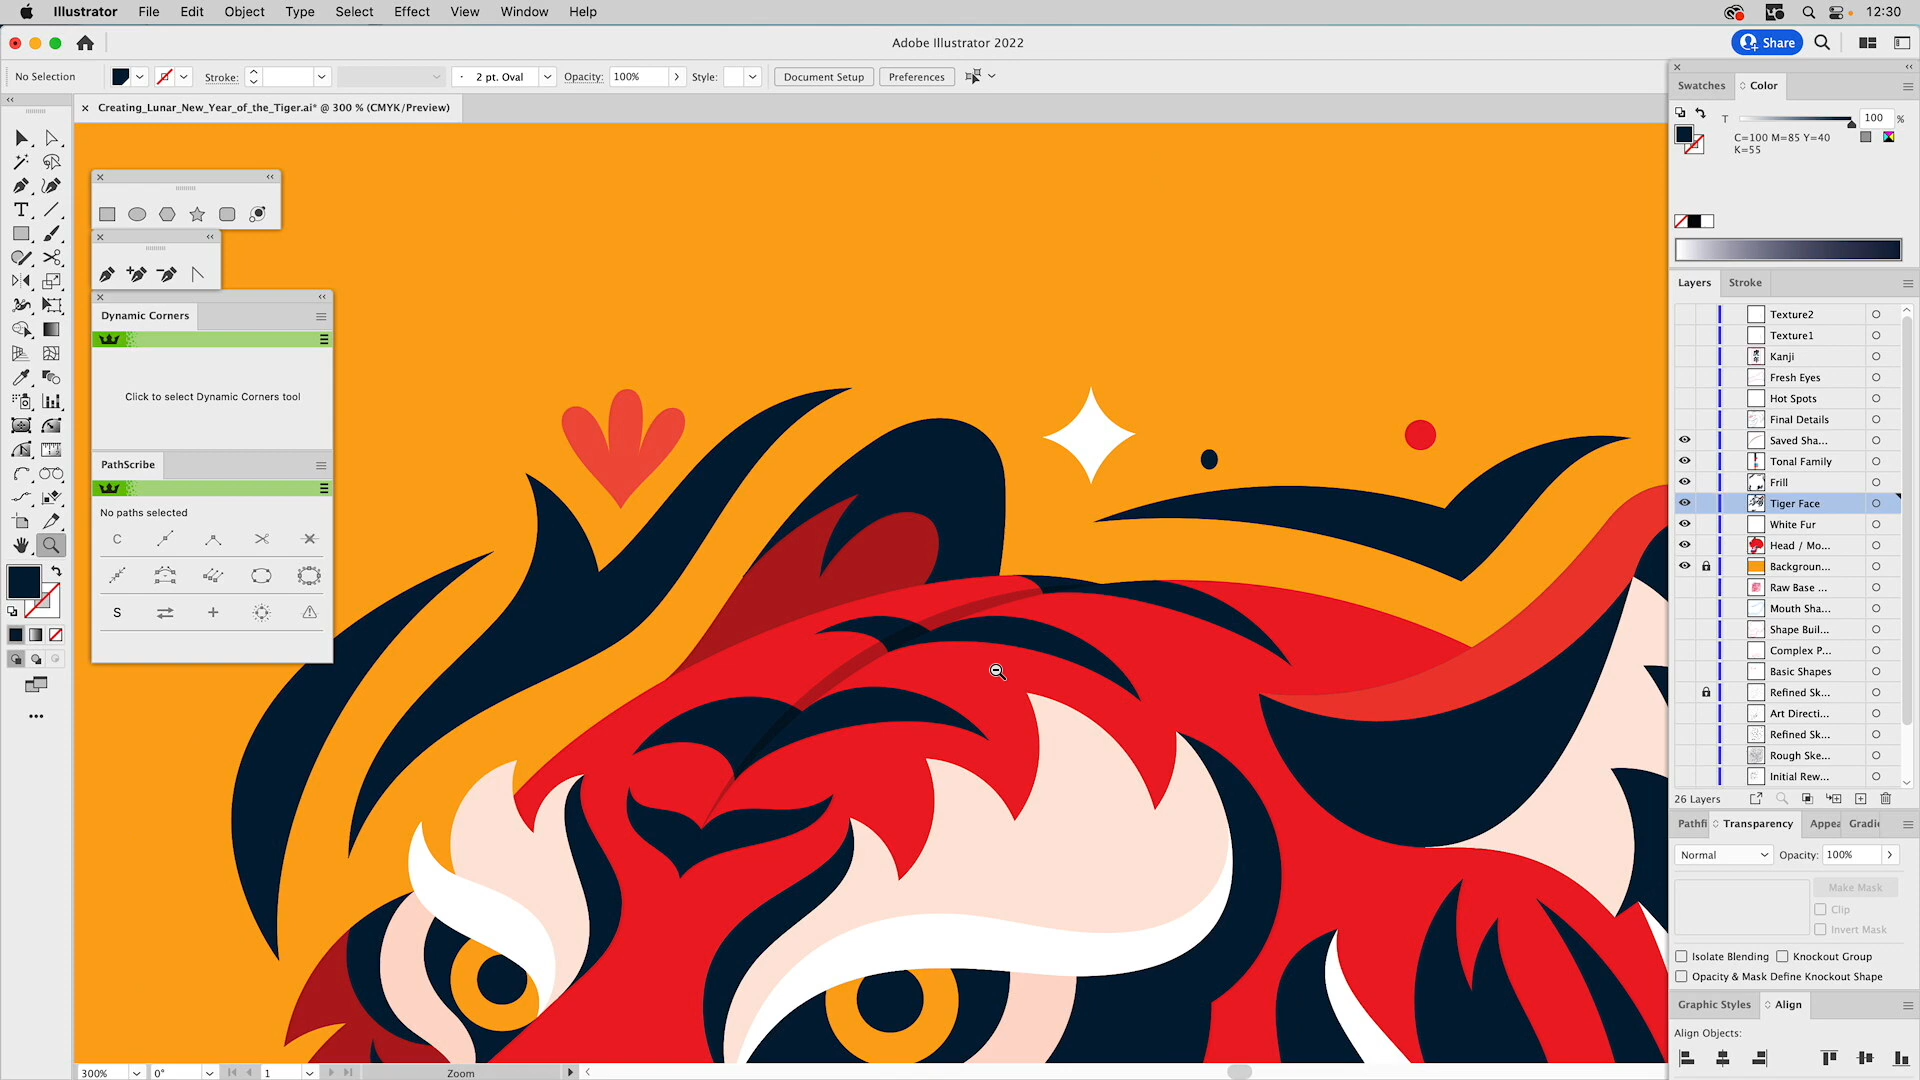 Illustrator File Edit Object Type Select Effect View Window Help 12:30
Adobe Illustrator 2022
Share
No Selection Stroke: 2 pt. Oval Opacity: 100% Style: Document Setup Preferences
Creating_Lunar_New_Year_of_the_Tiger.ai* @ 300 % (CMYK/Preview)
Dynamic Corners
Click to select Dynamic Corners tool
PathScribe
No paths selected
C
S
Swatches Color
T 100 %
C=100 M=85 Y=40
K=55
Layers Stroke
Texture2
Texture1
Kanji
Fresh Eyes
Hot Spots
Final Details
Saved Sha...
Tonal Family
Frill
Tiger Face
White Fur
Head / Mo...
Backgroun...
Raw Base ...
Mouth Sha...
Shape Buil...
Complex P...
Basic Shapes
Refined Sk...
Art Directi...
Refined Sk...
Rough Ske...
Initial Rew...
26 Layers
Pathfi Transparency Appea Gradi
Normal Opacity: 100%
Make Mask
Clip
Invert Mask
Isolate Blending Knockout Group
Opacity & Mask Define Knockout Shape
Graphic Styles Align
Align Objects:
300% 0° 1 Zoom